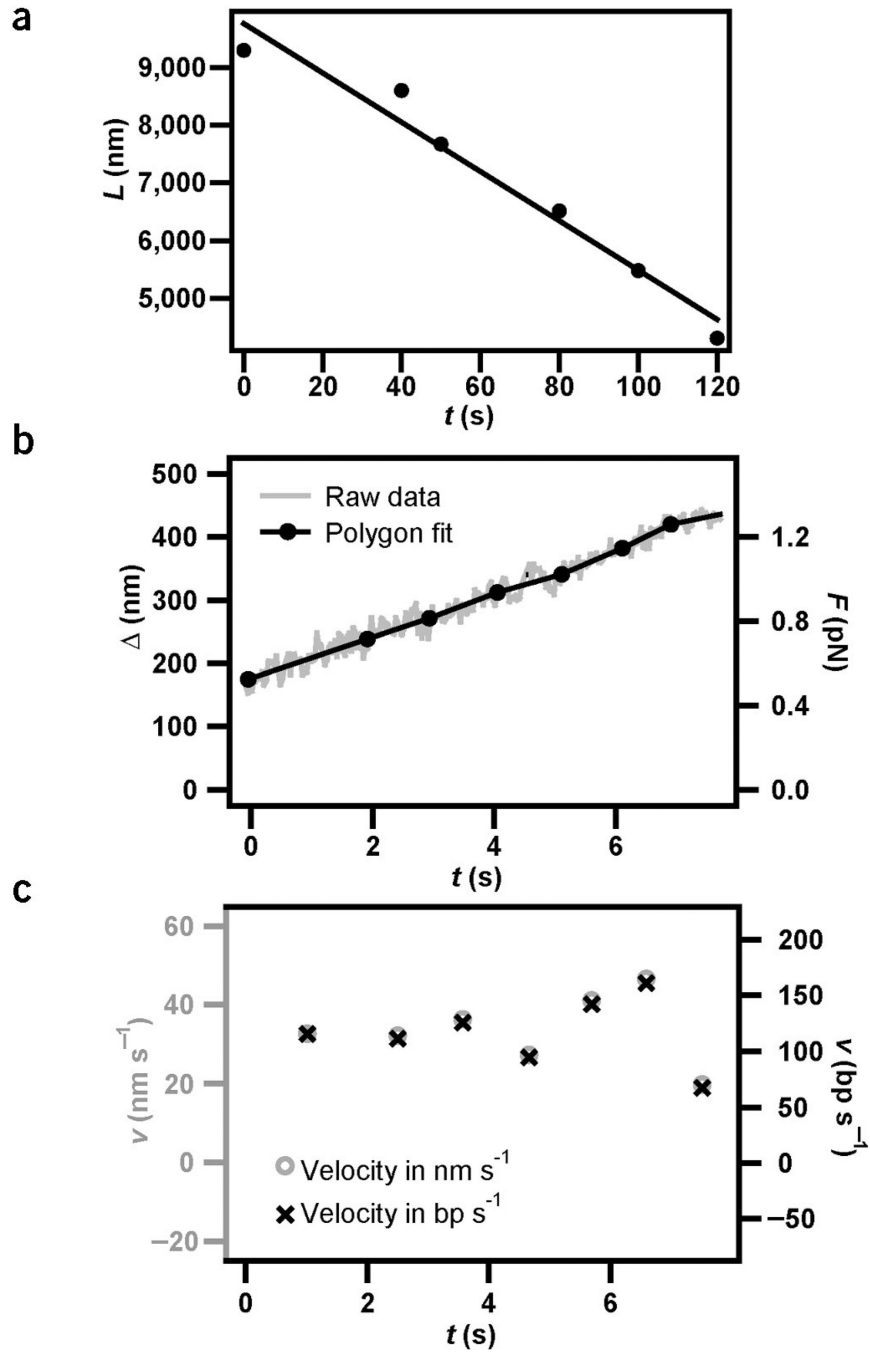 a
9,000
8,000
7,000
6,000
5,000
L (nm)
0 20 40 60 80 100 120
t (s)
b
500
400
300
200
100
0
Δ (nm)
Raw data
Polygon fit
1.2
0.8
0.4
0.0
F (pN)
0 2 4 6
t (s)
c
60
40
20
0
−20
v (nm s⁻¹)
Velocity in nm s⁻¹
Velocity in bp s⁻¹
200
150
100
50
0
−50
v (bp s⁻¹)
0 2 4 6
t (s)